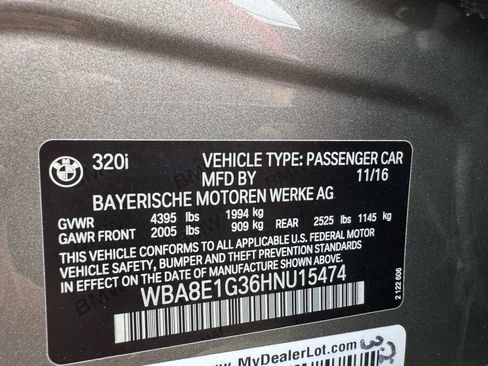 BMW 320i VEHICLE TYPE: PASSENGER CAR
MFD BY 11/16
BAYERISCHE MOTOREN WERKE AG
GVWR 4395 lbs 1994 kg
GAWR FRONT 2005 lbs 909 kg REAR 2525 lbs 1145 kg
THIS VEHICLE CONFORMS TO ALL APPLICABLE U.S. FEDERAL MOTOR
VEHICLE SAFETY, BUMPER AND THEFT PREVENTION STANDARDS
IN EFFECT ON THE DATE OF MANUFACTURE SHOWN ABOVE.
WBA8E1G36HNU15474
2 122 606
www.MyDealerLot.com